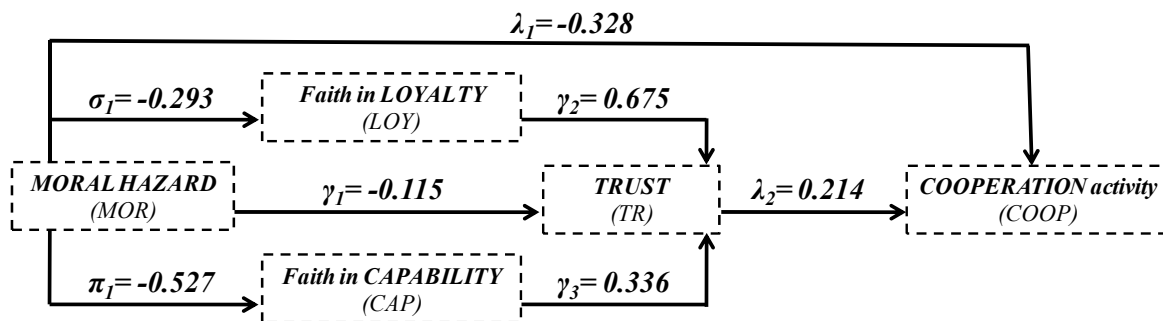 λ1= -0.328
σ1= -0.293
Faith in LOYALTY
(LOY)
γ2= 0.675
MORAL HAZARD
(MOR)
γ1= -0.115
TRUST
(TR)
λ2= 0.214
COOPERATION activity
(COOP)
π1= -0.527
Faith in CAPABILITY
(CAP)
γ3= 0.336